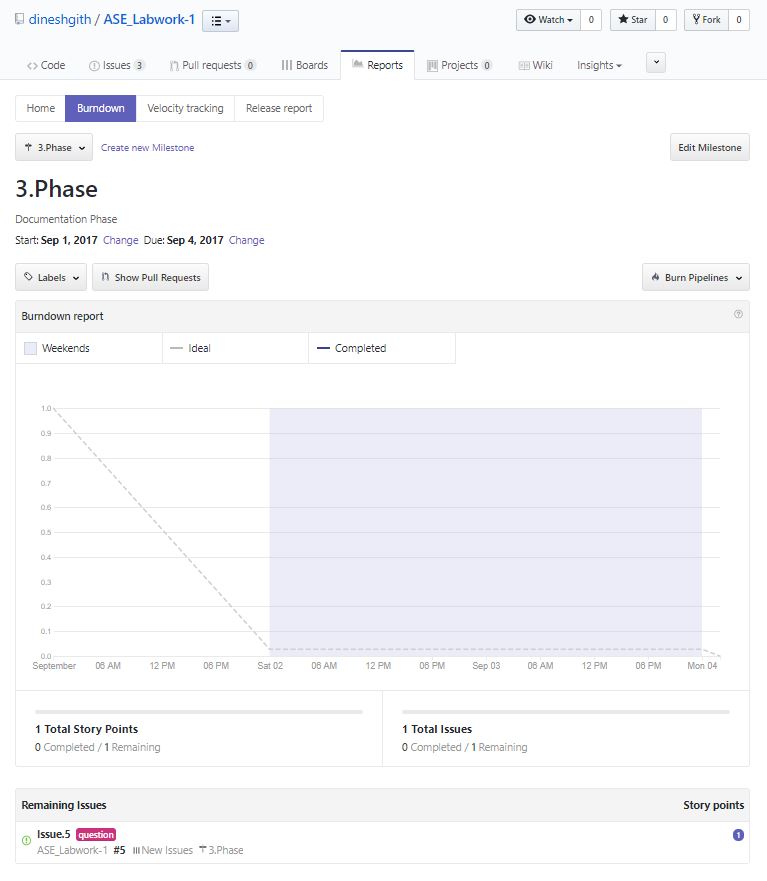 dineshgith / ASE_Labwork-1 Watch 0 Star 0 Fork 0
Code Issues 3 Pull requests 0 Boards Reports Projects 0 Wiki Insights
Home Burndown Velocity tracking Release report
3.Phase Create new Milestone Edit Milestone
3.Phase
Documentation Phase
Start: Sep 1, 2017 Change Due: Sep 4, 2017 Change
Labels Show Pull Requests Burn Pipelines
Burndown report
Weekends Ideal Completed
1.0
0.9
0.8
0.7
0.6
0.5
0.4
0.3
0.2
0.1
0.0
September 06 AM 12 PM 06 PM Sat 02 06 AM 12 PM 06 PM Sep 03 06 AM 12 PM 06 PM Mon 04
1 Total Story Points 1 Total Issues
0 Completed / 1 Remaining 0 Completed / 1 Remaining
Remaining Issues Story points
Issue.5 question 1
ASE_Labwork-1 #5 New Issues 3.Phase